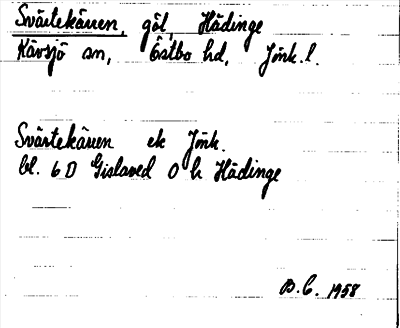 Svärtekärren, göl, Hädinge
Kävsjö sn, Östbo hd, Jönk. l.
Svärtekärren ek Jönk.
bl. 6 D Gislaved O h Hädinge
B. C. 1958